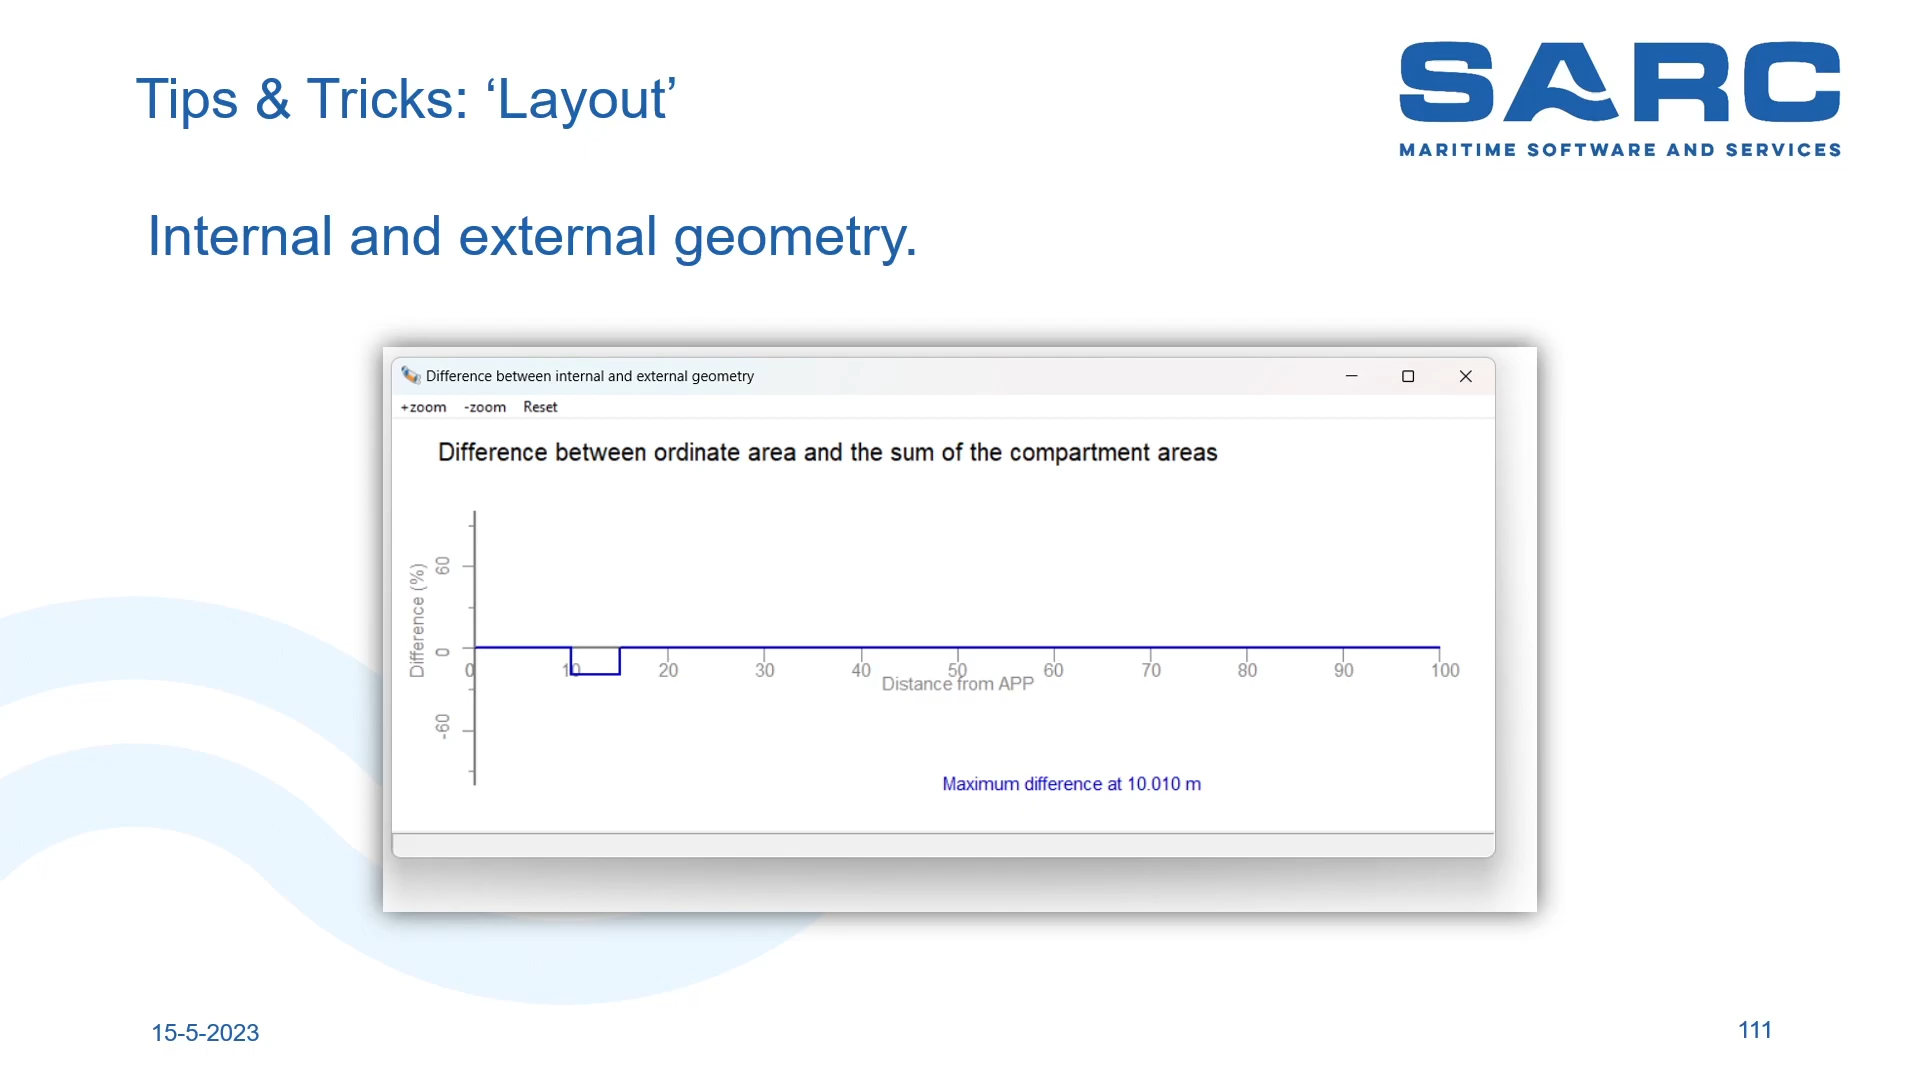 Tips & Tricks: ‘Layout’
SARC
MARITIME SOFTWARE AND SERVICES
Internal and external geometry.
Difference between internal and external geometry
+zoom -zoom Reset
Difference between ordinate area and the sum of the compartment areas
Difference (%)
60
0
-60
0 10 20 30 40 50 60 70 80 90 100
Distance from APP
Maximum difference at 10.010 m
15-5-2023
111